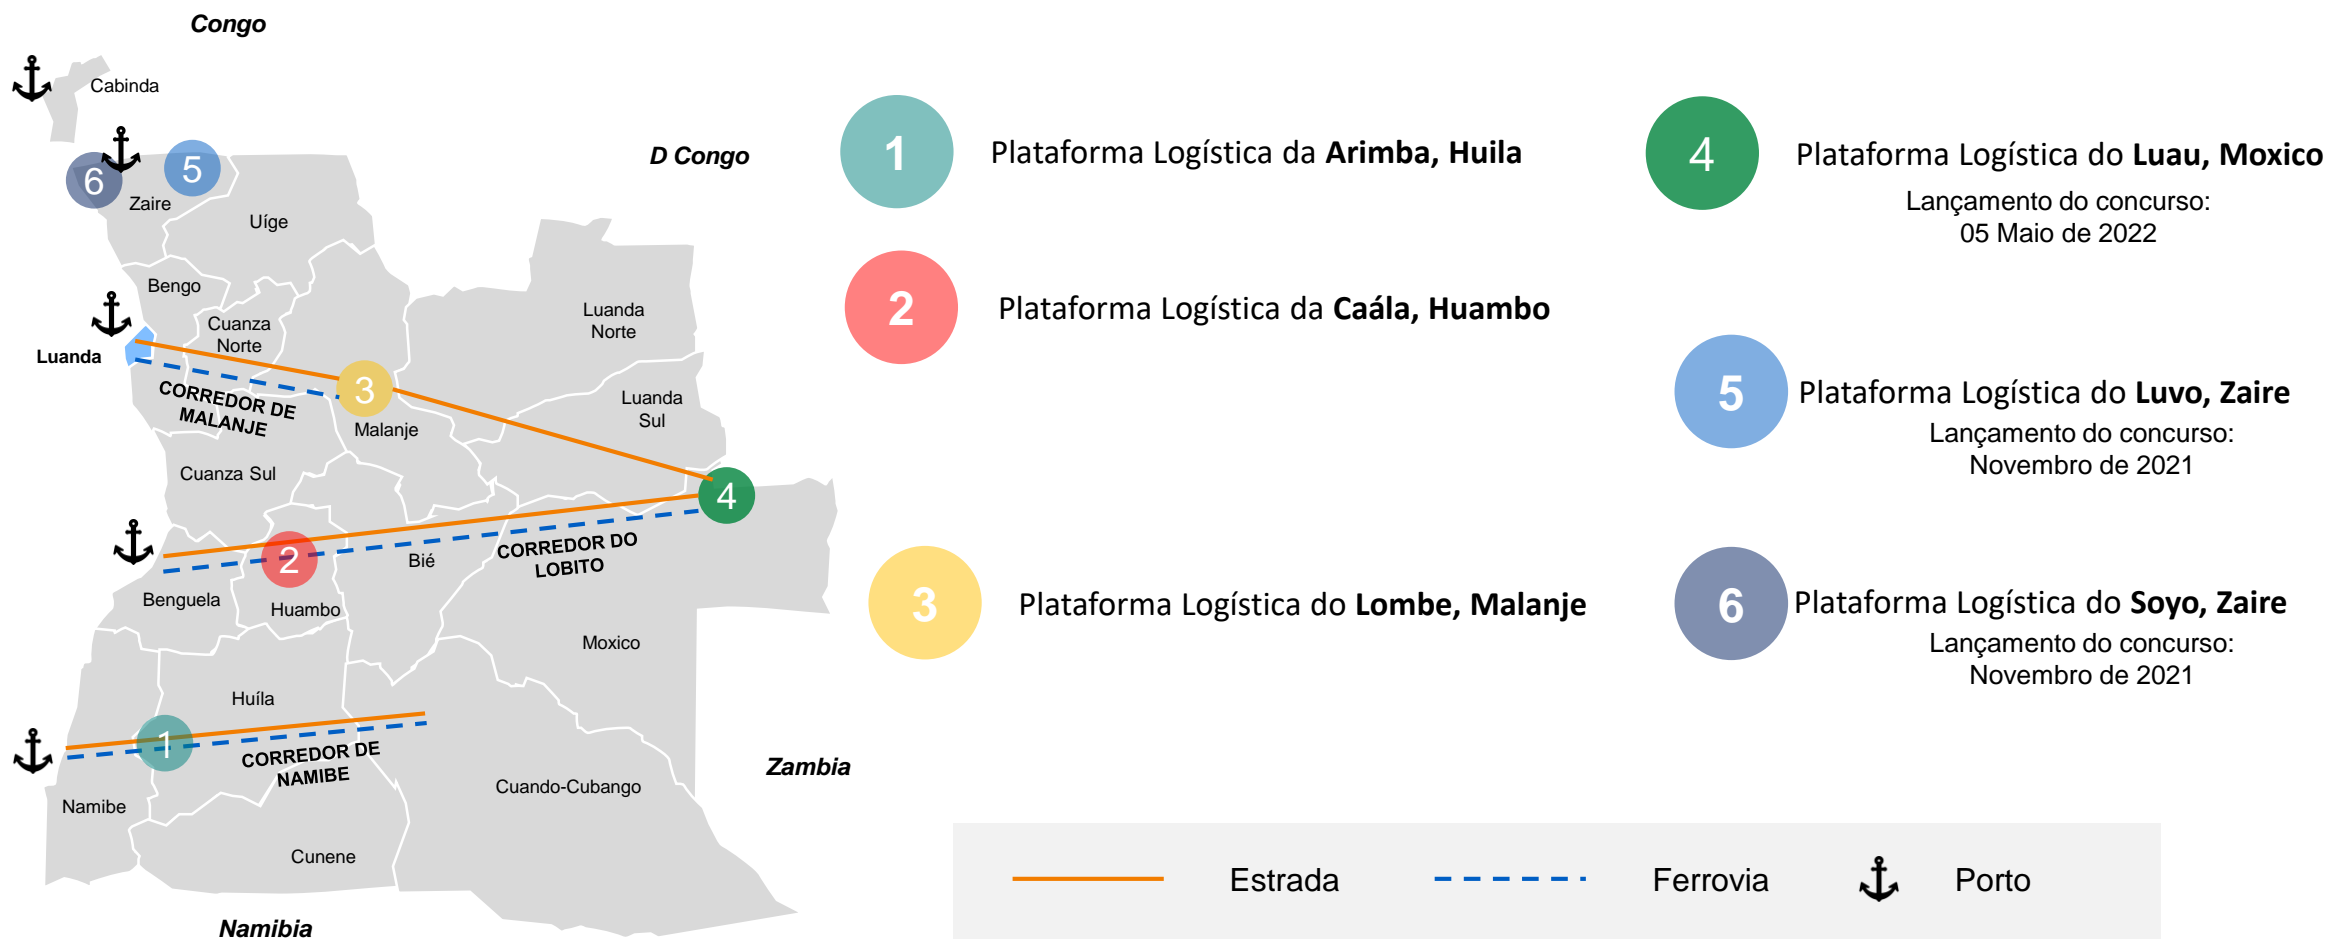 Congo
Cabinda
D Congo
6
5
Zaire
Uíge
Bengo
Cuanza
Norte
Luanda
Norte
Luanda
CORREDOR DE
MALANJE
3
Malanje
Luanda
Sul
Cuanza Sul
4
2
Bié
CORREDOR DO
LOBITO
Benguela
Huambo
Moxico
Huíla
1
CORREDOR DE
NAMIBE
Namibe
Cuando-Cubango
Zambia
Cunene
Namibia
1
Plataforma Logística da Arimba, Huila
2
Plataforma Logística da Caála, Huambo
3
Plataforma Logística do Lombe, Malanje
4
Plataforma Logística do Luau, Moxico
Lançamento do concurso:
05 Maio de 2022
5
Plataforma Logística do Luvo, Zaire
Lançamento do concurso:
Novembro de 2021
6
Plataforma Logística do Soyo, Zaire
Lançamento do concurso:
Novembro de 2021
Estrada
Ferrovia
Porto